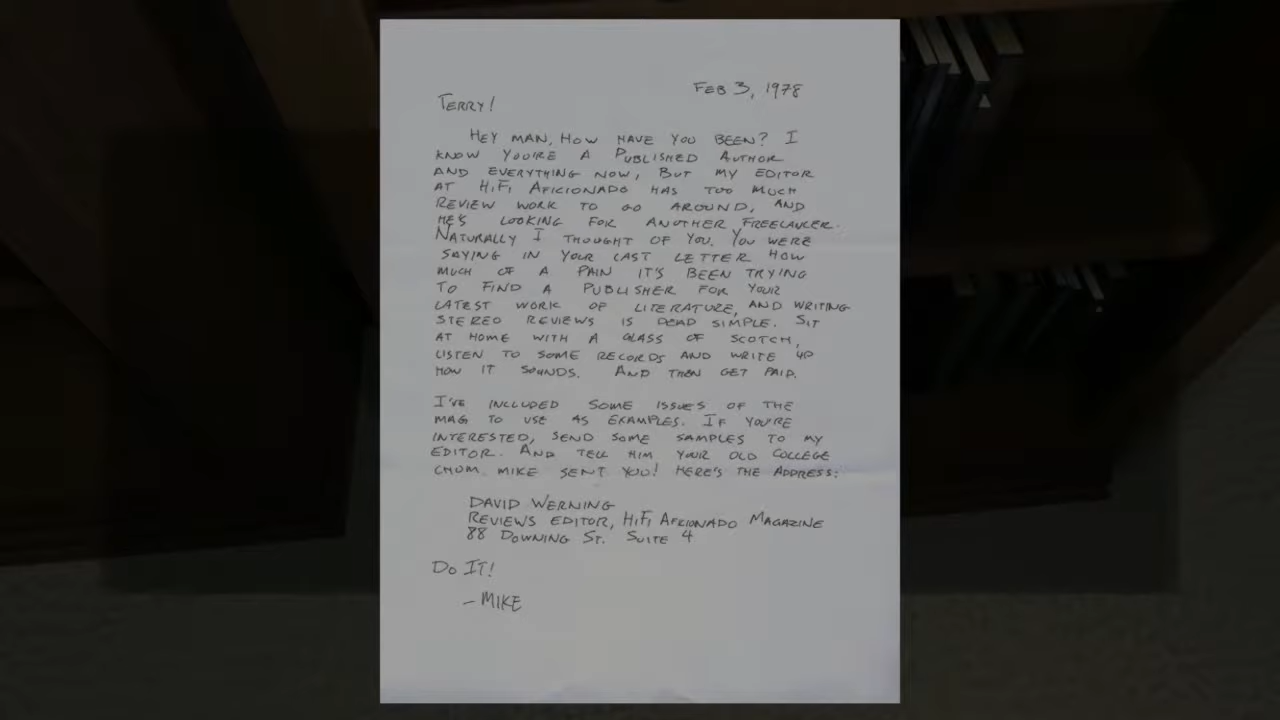 FEB 3, 1978
TERRY!
HEY MAN, HOW HAVE YOU BEEN? I
KNOW YOU'RE A PUBLISHED AUTHOR
AND EVERYTHING NOW, BUT MY EDITOR
AT HIFI AFICIONADO HAS TOO MUCH
REVIEW WORK TO GO AROUND, AND
HE'S LOOKING FOR ANOTHER FREELANCER.
NATURALLY I THOUGHT OF YOU. YOU WERE
SAYING IN YOUR LAST LETTER HOW
MUCH OF A PAIN IT'S BEEN TRYING
TO FIND A PUBLISHER FOR YOUR
LATEST WORK OF LITERATURE, AND WRITING
STEREO REVIEWS IS DEAD SIMPLE. SIT
AT HOME WITH A GLASS OF SCOTCH,
LISTEN TO SOME RECORDS AND WRITE UP
HOW IT SOUNDS. AND THEN GET PAID.
I'VE INCLUDED SOME ISSUES OF THE
MAG TO USE AS EXAMPLES. IF YOU'RE
INTERESTED, SEND SOME SAMPLES TO MY
EDITOR. AND TELL HIM YOUR OLD COLLEGE
CHUM MIKE SENT YOU! HERE'S THE ADDRESS:
DAVID WERNING
REVIEWS EDITOR, HIFI AFICIONADO MAGAZINE
88 DOWNING ST. SUITE 4
DO IT!
- MIKE